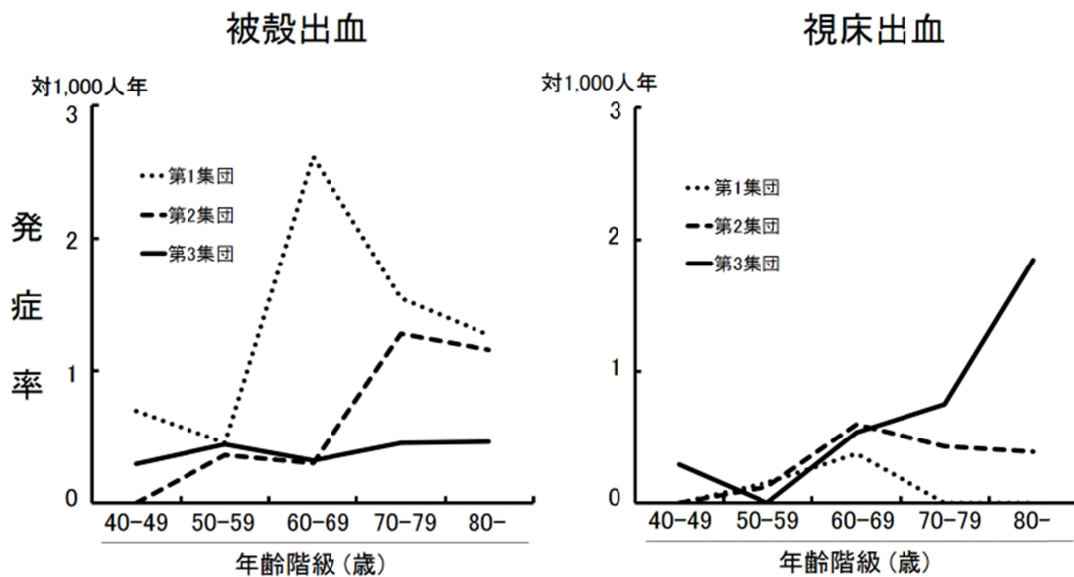 被殻出血
対1,000人年
3
2
1
0
第1集団
第2集団
第3集団
発症率
40-49 50-59 60-69 70-79 80-
年齢階級(歳)
視床出血
対1,000人年
3
2
1
0
第1集団
第2集団
第3集団
40-49 50-59 60-69 70-79 80-
年齢階級(歳)